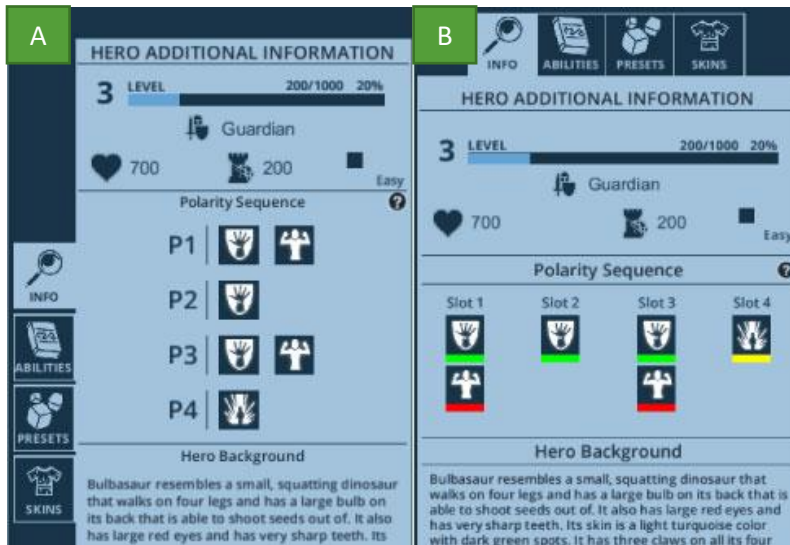 A
HERO ADDITIONAL INFORMATION
3 LEVEL 200/1000 20%
Guardian
700 200 Easy
Polarity Sequence ?
P1
P2
P3
P4
INFO
ABILITIES
PRESETS
SKINS
Hero Background
Bulbasaur resembles a small, squatting dinosaur
that walks on four legs and has a large bulb on
its back that is able to shoot seeds out of. It also
has large red eyes and has very sharp teeth. Its
B
INFO ABILITIES PRESETS SKINS
HERO ADDITIONAL INFORMATION
3 LEVEL 200/1000 20%
Guardian
700 200 Easy
Polarity Sequence ?
Slot 1 Slot 2 Slot 3 Slot 4
Hero Background
Bulbasaur resembles a small, squatting dinosaur that
walks on four legs and has a large bulb on its back that is
able to shoot seeds out of. It also has large red eyes and
has very sharp teeth. Its skin is a light turquoise color
with dark green spots. It has three claws on all its four